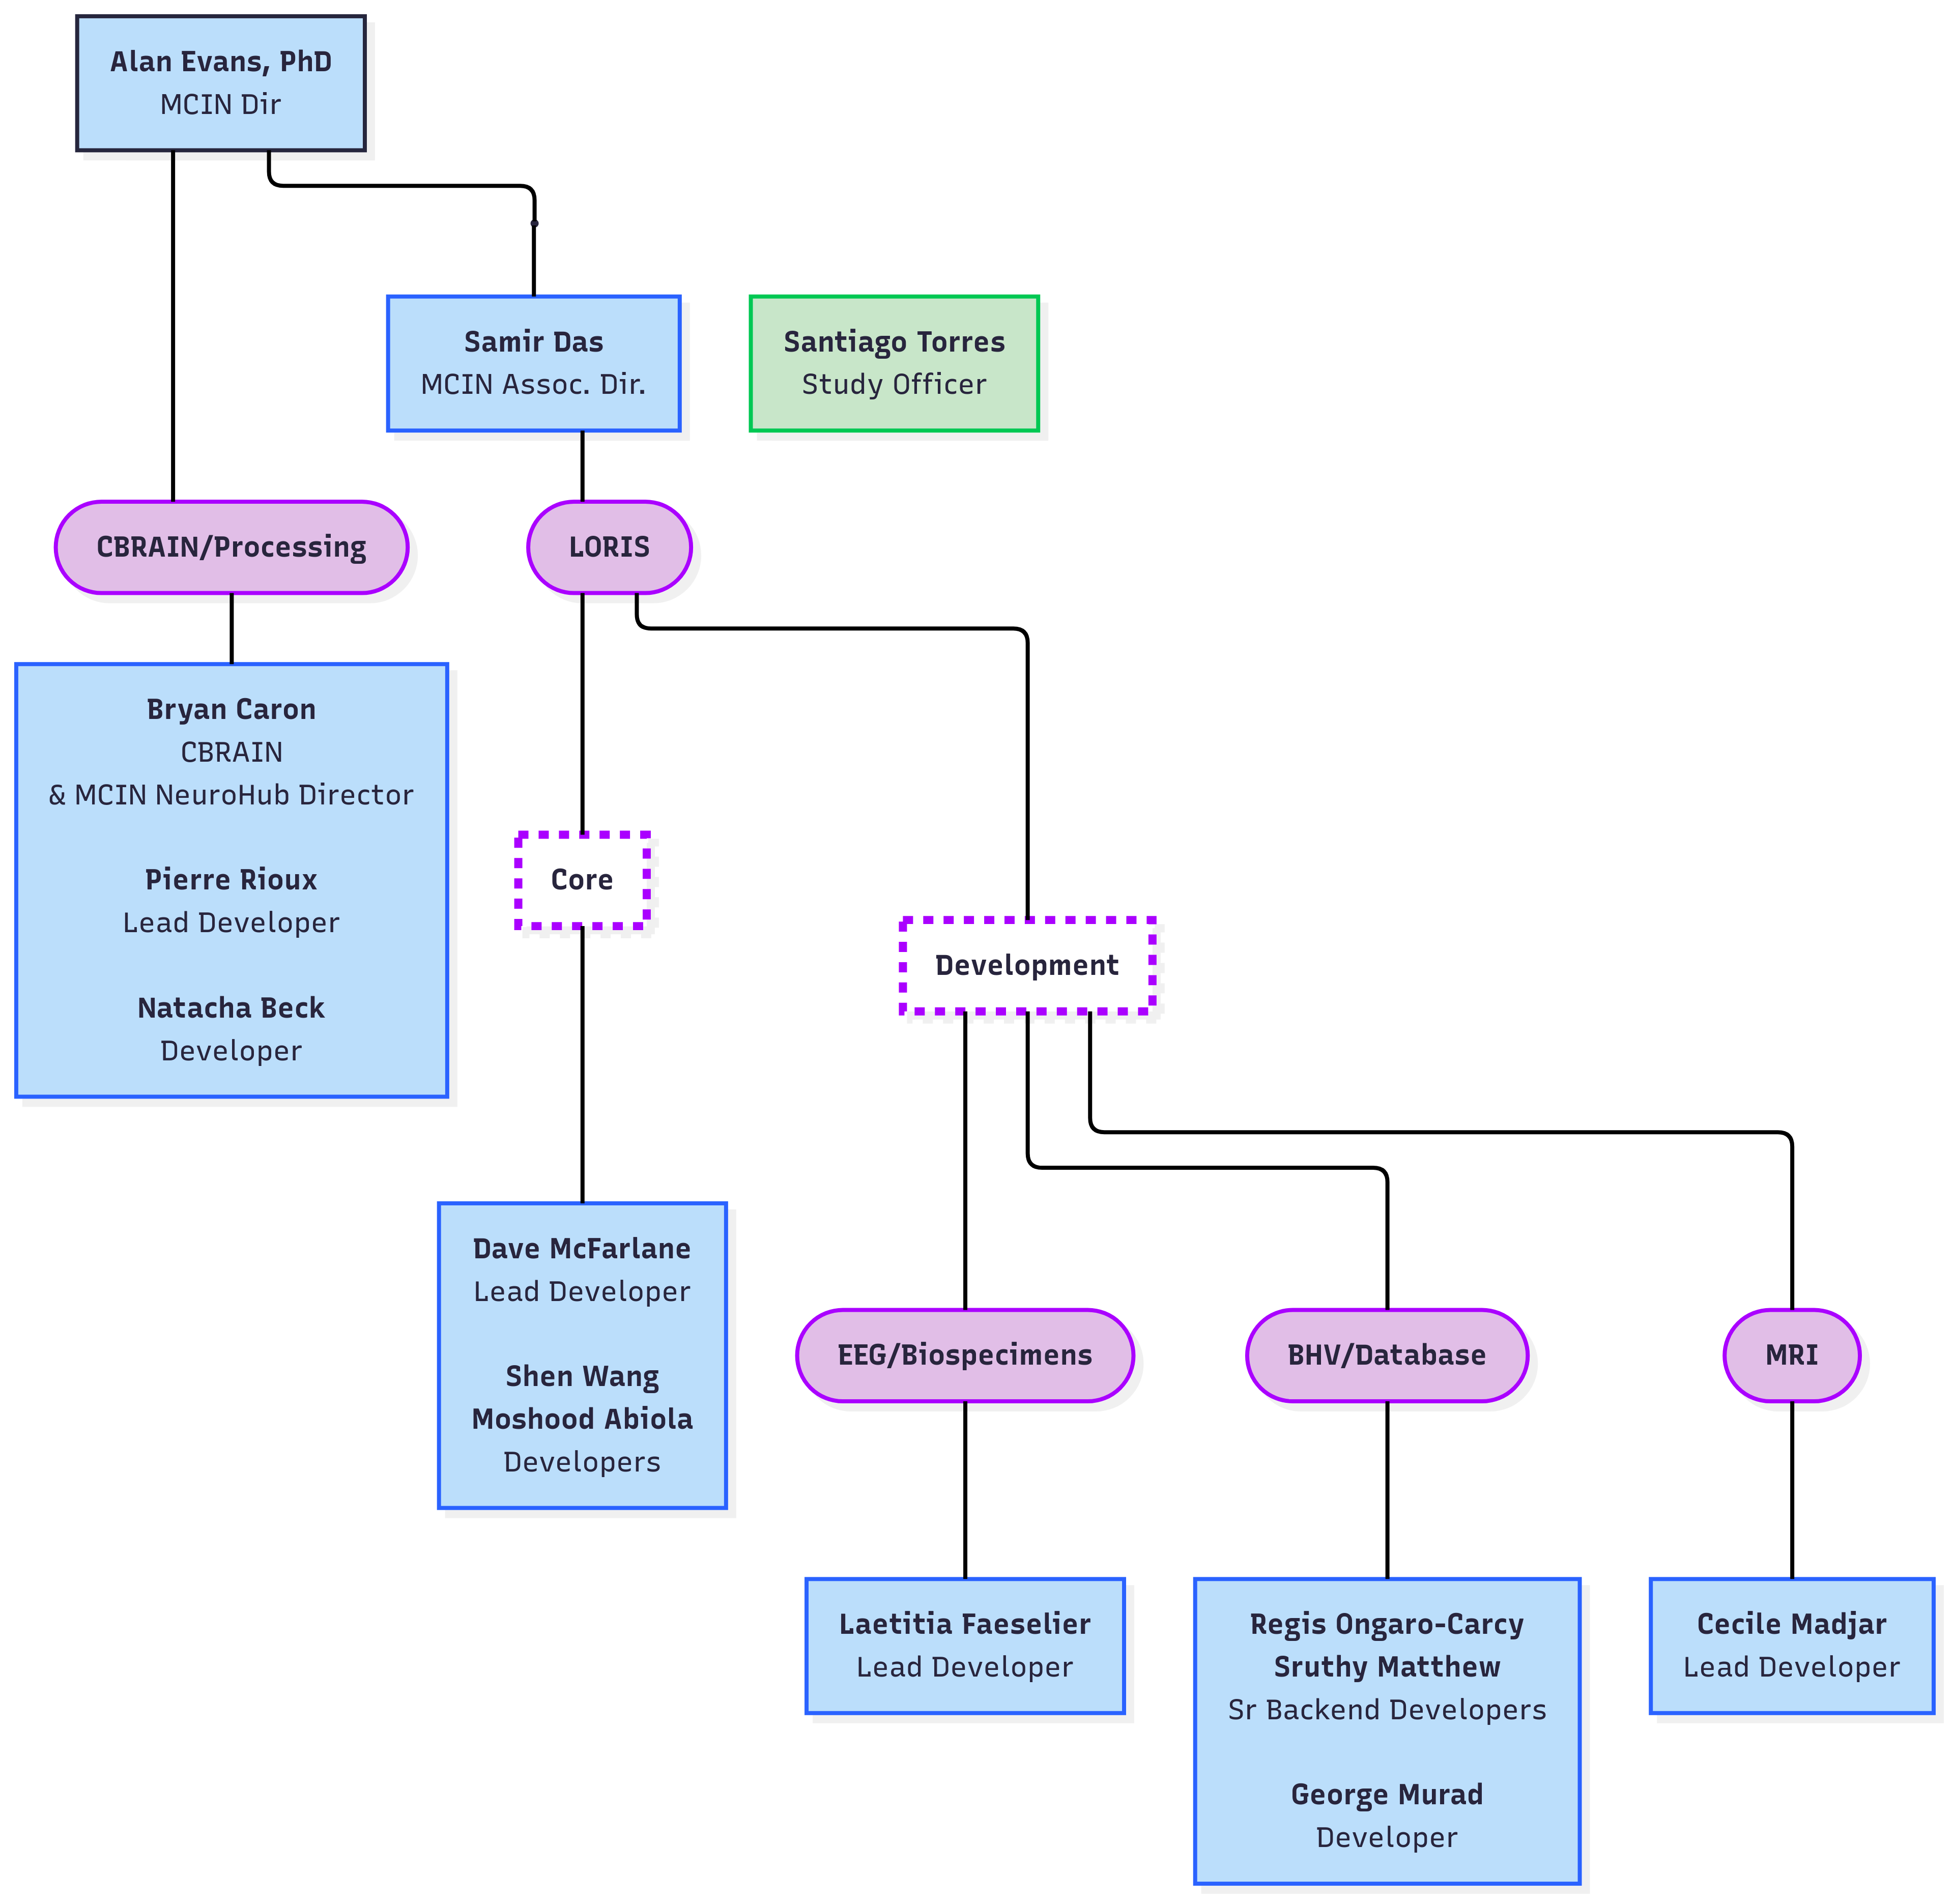 Alan Evans, PhD
MCIN Dir
Samir Das
MCIN Assoc. Dir.
Santiago Torres
Study Officer
CBRAIN/Processing
LORIS
Bryan Caron
CBRAIN
& MCIN NeuroHub Director
Pierre Rioux
Lead Developer
Natacha Beck
Developer
Core
Development
Dave McFarlane
Lead Developer
Shen Wang
Moshood Abiola
Developers
EEG/Biospecimens
BHV/Database
MRI
Laetitia Faeselier
Lead Developer
Regis Ongaro-Carcy
Sruthy Matthew
Sr Backend Developers
George Murad
Developer
Cecile Madjar
Lead Developer